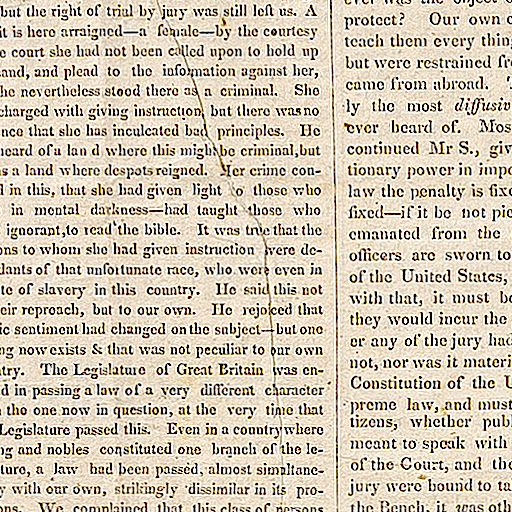 but the right of trial by jury was still left us. A
it is here arraigned—a female—by the courtesy
e court she had not been called upon to hold up
and, and plead to the information against her,
he nevertheless stood there as a criminal. She
charged with giving instruction, but there was no
nce that she has inculcated bad principles. He
heard of a lan d where this might be criminal, but
s a land where despots reigned. Her crime con-
l in this, that she had given light to those who
in mental darkness—had taught those who
ignorant, to read the bible. It was true that the
ons to whom she had given instruction were de-
dants of that unfortunate race, who were even in
te of slavery in this country. He said this not
eir reproach, but to our own. He rejoiced that
ic sentiment had changed on the subject—but one
ng now exists & that was not peculiar to our own
try. The Legislature of Great Britain was en-
d in passing a law of a very different character
the one now in question, at the very time that
Legislature passed this. Even in a country where
ng and nobles constituted one branch of the le-
ture, a law had been passed, almost simultane-
y with our own, strikingly dissimilar in its pro-
ons. We complained that this class of persons
ever was the object of
protect? Our own c
teach them every thin
but were restrained fr
came from abroad.
ly the most diffusiv
ever heard of. Mos
continued Mr S., giv
tionary power in impo
law the penalty is fixe
fixed—if it be not pie
emanated from the
officers are sworn to
of the United States,
with that, it must be
they would incur the
or any of the jury had
not, nor was it materi
Constitution of the U
preme law, and must
tizens, whether publ
meant to speak with
of the Court, and the
jury were bound to ta
the Bench, it was oth